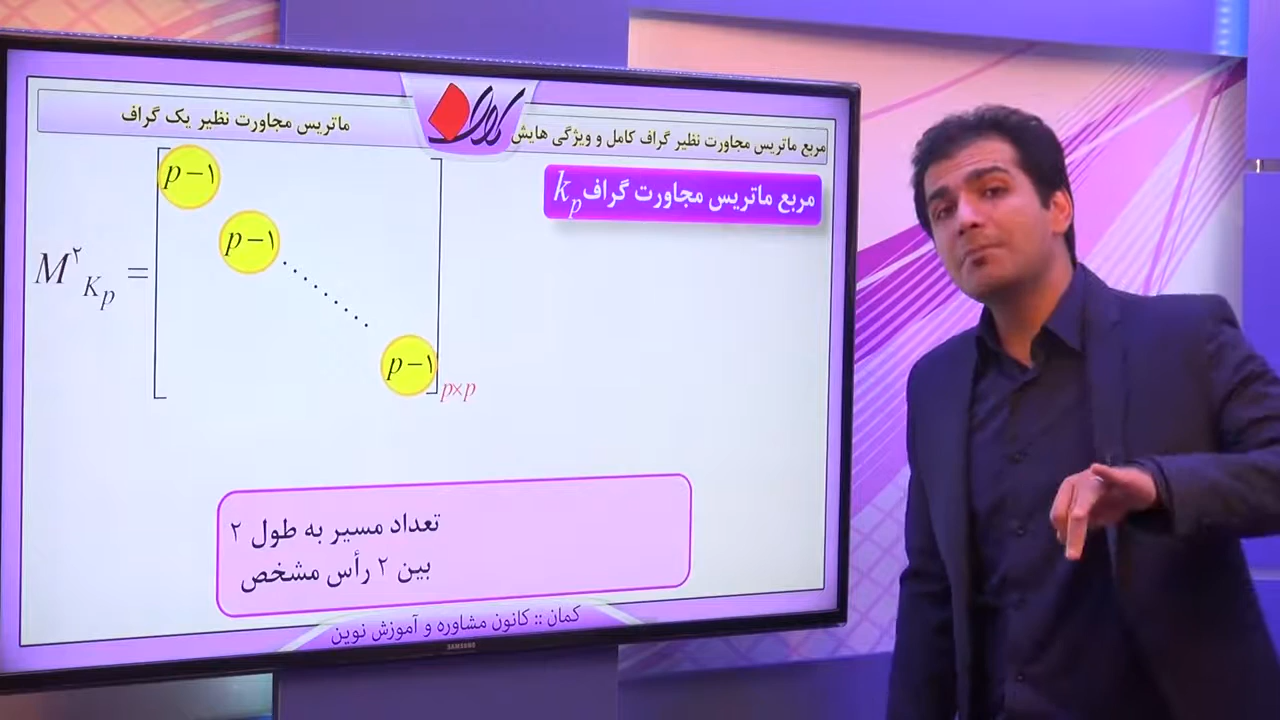 مربع ماتریس مجاورت نظیر گراف کامل و ویژگی هایش
ماتریس مجاورت نظیر یک گراف
مربع ماتریس مجاورت گراف kp
M۲Kp =
p−۱
p−۱
p−۱
p×p
تعداد مسیر به طول ۲
بین ۲ رأس مشخص
کمان :: کانون مشاوره و آموزش نوین
SAMSUNG